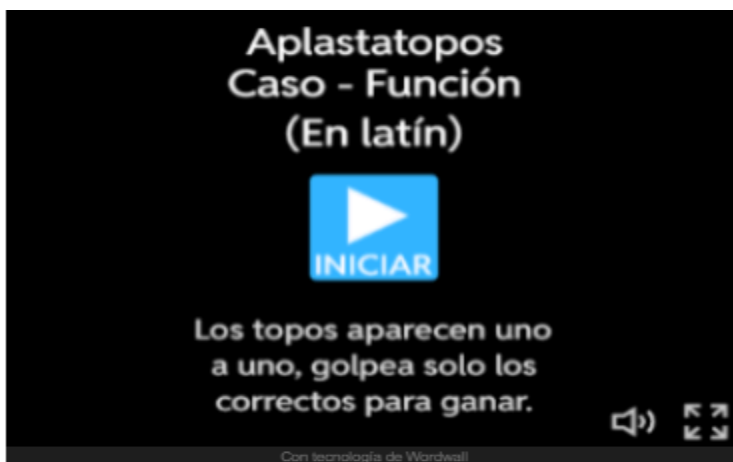 Aplastatopos
Caso - Función
(En latín)
INICIAR
Los topos aparecen uno
a uno, golpea solo los
correctos para ganar.
Con tecnología de Wordwall